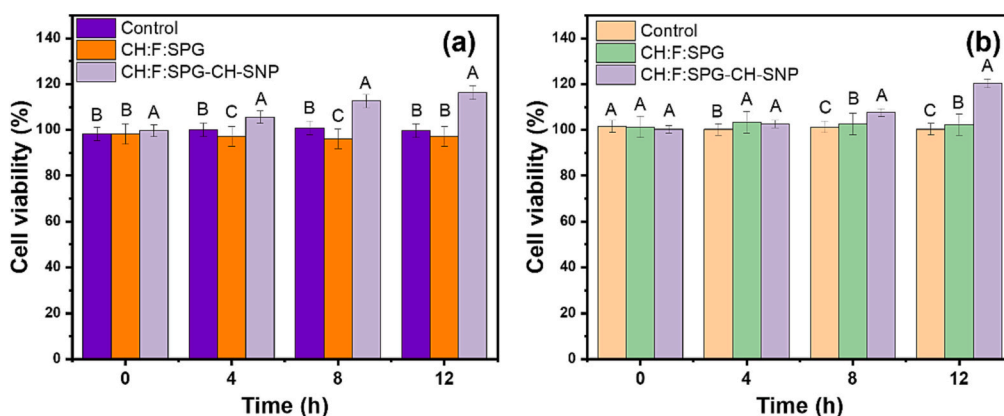 Control
CH:F:SPG
CH:F:SPG-CH-SNP
(a)
Cell viability (%)
140
120
100
80
60
40
20
0
B B A
B C A
B C A
B B A
0 4 8 12
Time (h)
Control
CH:F:SPG
CH:F:SPG-CH-SNP
(b)
Cell viability (%)
140
120
100
80
60
40
20
0
A A A
B A A
C B A
C B A
0 4 8 12
Time (h)